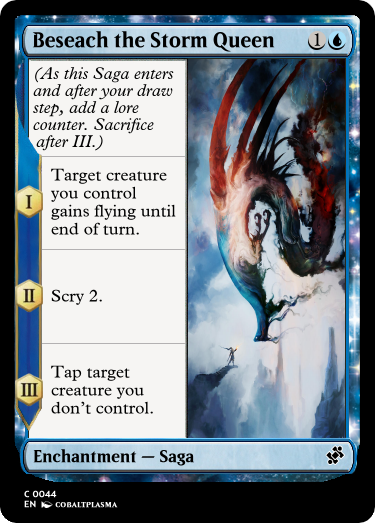 Beseach the Storm Queen 1
(As this Saga enters
and after your draw
step, add a lore
counter. Sacrifice
after III.)
I
Target creature
you control
gains flying until
end of turn.
II
Scry 2.
III
Tap target
creature you
don't control.
Enchantment — Saga
C 0044
EN COBALTPLASMA